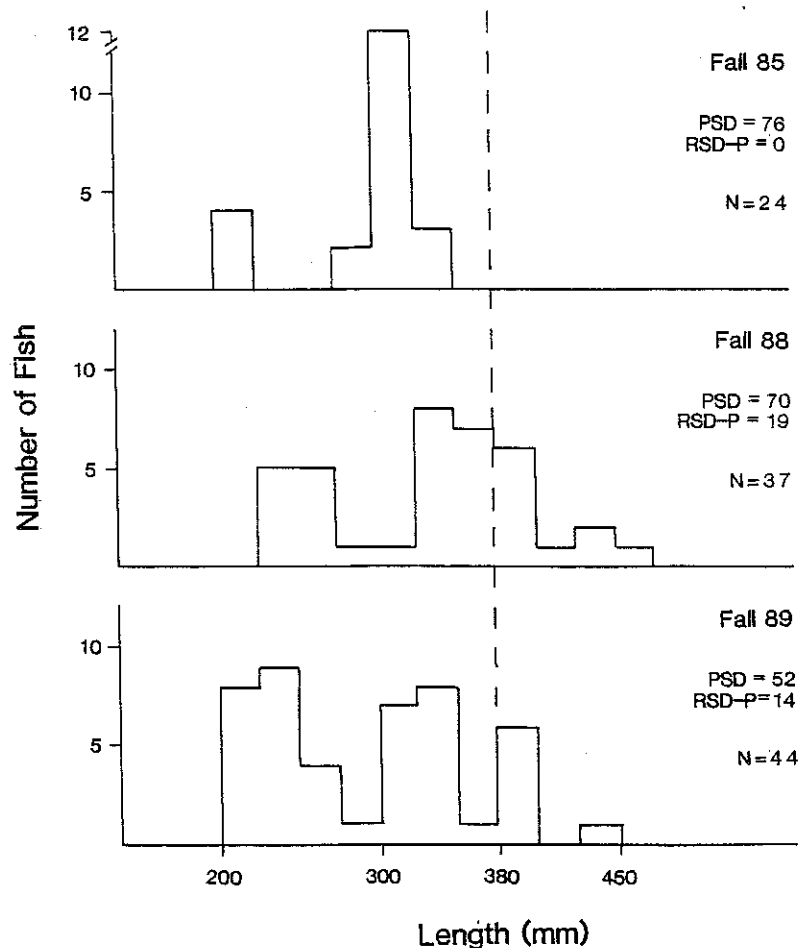 Number of Fish
12
10
5
Fall 85
PSD = 76
RSD-P = 0
N=24
10
5
Fall 88
PSD = 70
RSD-P = 19
N=37
10
5
Fall 89
PSD = 52
RSD-P=14
N=44
200
300
380
450
Length (mm)